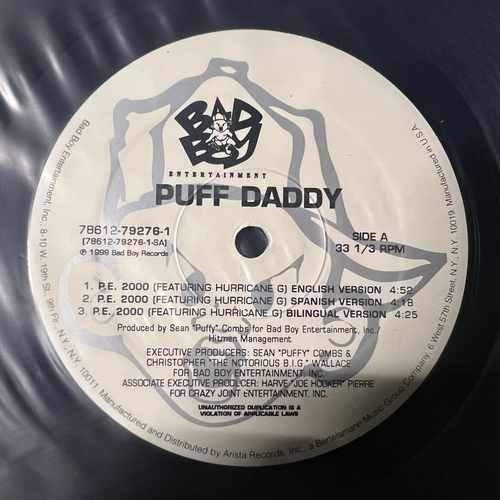 BAD
BOY
ENTERTAINMENT
PUFF DADDY
78612-79276-1
[78612-79276-1-SA]
℗ © 1999 Bad Boy Records
SIDE A
33 1/3 RPM
1. P.E. 2000 (FEATURING HURRICANE G) ENGLISH VERSION 4:52
2. P.E. 2000 (FEATURING HURRICANE G) SPANISH VERSION 4:18
3. P.E. 2000 (FEATURING HURRICANE G) BILINGUAL VERSION 4:25
Produced by Sean "Puffy" Combs for Bad Boy Entertainment, Inc./
Hitmen Management
EXECUTIVE PRODUCERS: SEAN "PUFFY" COMBS &
CHRISTOPHER "THE NOTORIOUS B.I.G." WALLACE
FOR BAD BOY ENTERTAINMENT, INC.
ASSOCIATE EXECUTIVE PRODUCER: HARVE "JOE HOOKER" PIERRE
FOR CRAZY JOINT ENTERTAINMENT, INC.
UNAUTHORIZED DUPLICATION IS A
VIOLATION OF APPLICABLE LAWS
Bad Boy Entertainment, Inc. 8-10 W. 19th St., 9th Fl., N.Y., N.Y. 10011 Manufactured and Distributed by Arista Records, Inc., a Bertelsmann Music Group Company, 6 West 57th Street, N.Y., N.Y. 10019 Manufactured in U.S.A.